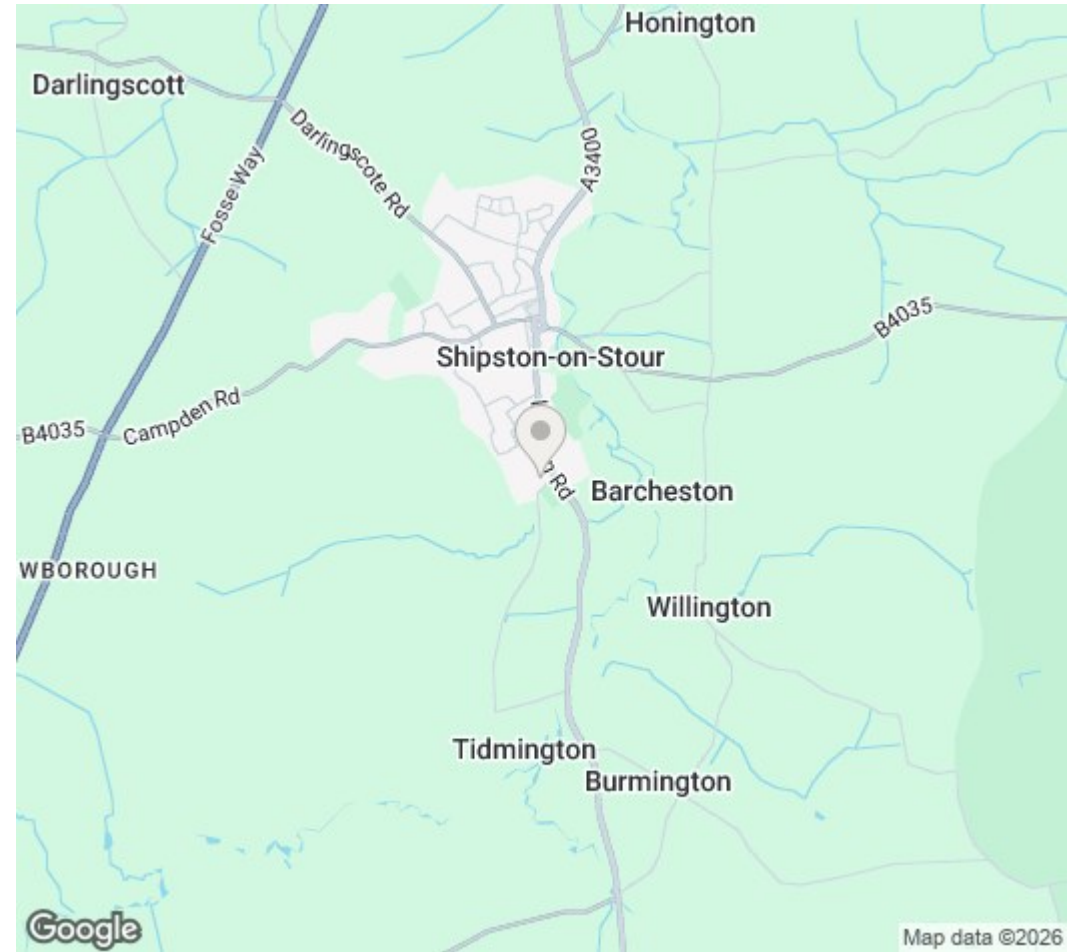 Honington
Darlingscott
Darlingscote Rd
A3400
Fosse Way
B4035
Shipston-on-Stour
Campden Rd
B4035
Rd
Barcheston
WBOROUGH
Willington
Tidmington
Burmington
Google
Map data ©2026